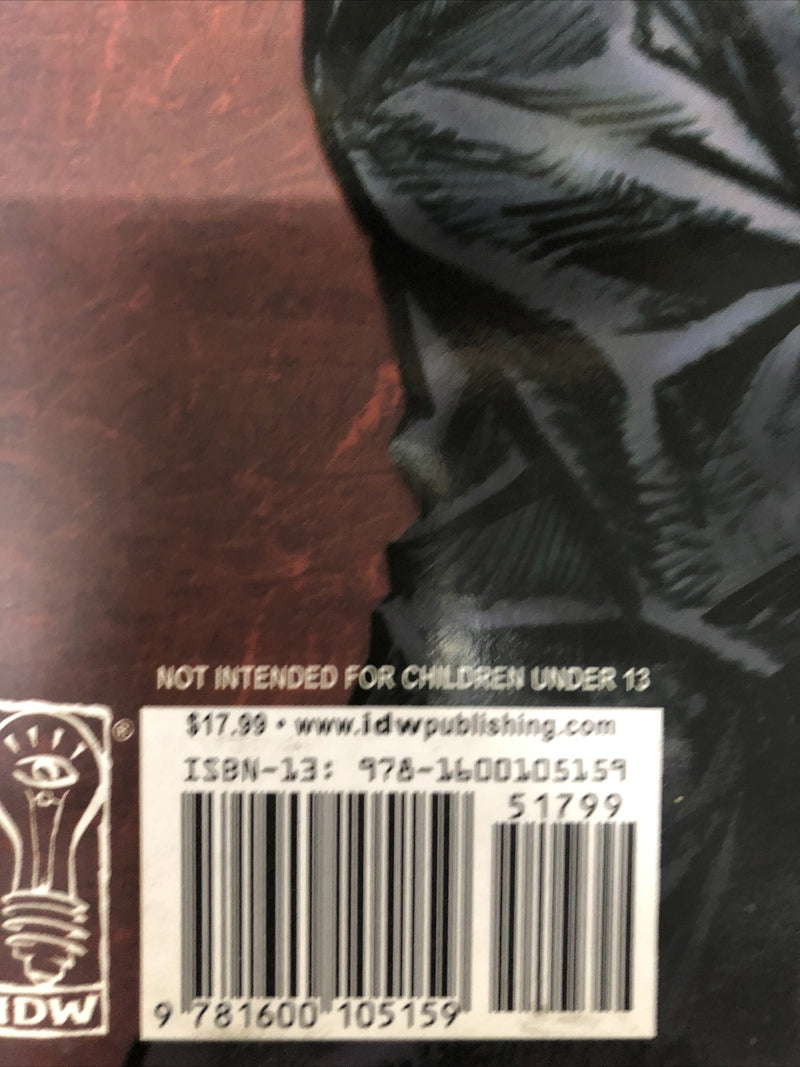 NOT INTENDED FOR CHILDREN UNDER 13
®
$17.99 • www.idwpublishing.com
ISBN-13: 978-1600105159
51799
9 781600 105159
IDW